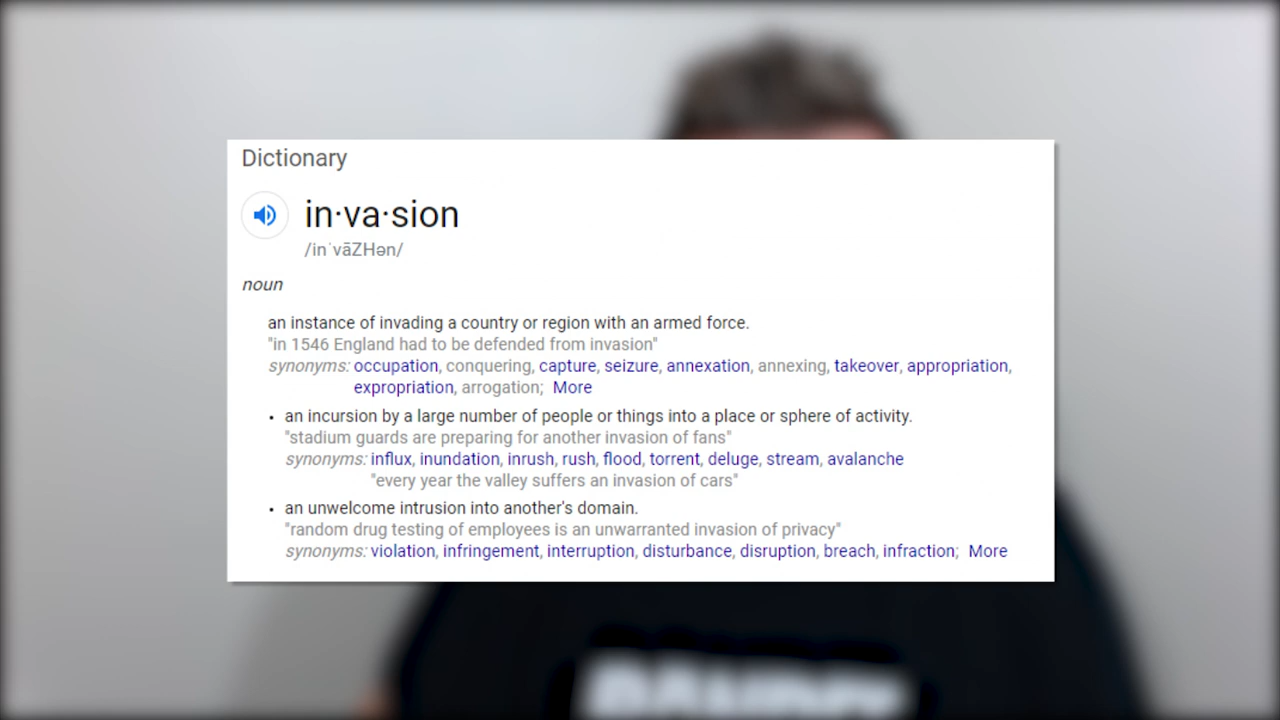 Dictionary
in·va·sion
/inˈvāZHən/
noun
an instance of invading a country or region with an armed force.
"in 1546 England had to be defended from invasion"
synonyms: occupation, conquering, capture, seizure, annexation, annexing, takeover, appropriation,
expropriation, arrogation; More
• an incursion by a large number of people or things into a place or sphere of activity.
"stadium guards are preparing for another invasion of fans"
synonyms: influx, inundation, inrush, rush, flood, torrent, deluge, stream, avalanche
"every year the valley suffers an invasion of cars"
• an unwelcome intrusion into another's domain.
"random drug testing of employees is an unwarranted invasion of privacy"
synonyms: violation, infringement, interruption, disturbance, disruption, breach, infraction; More